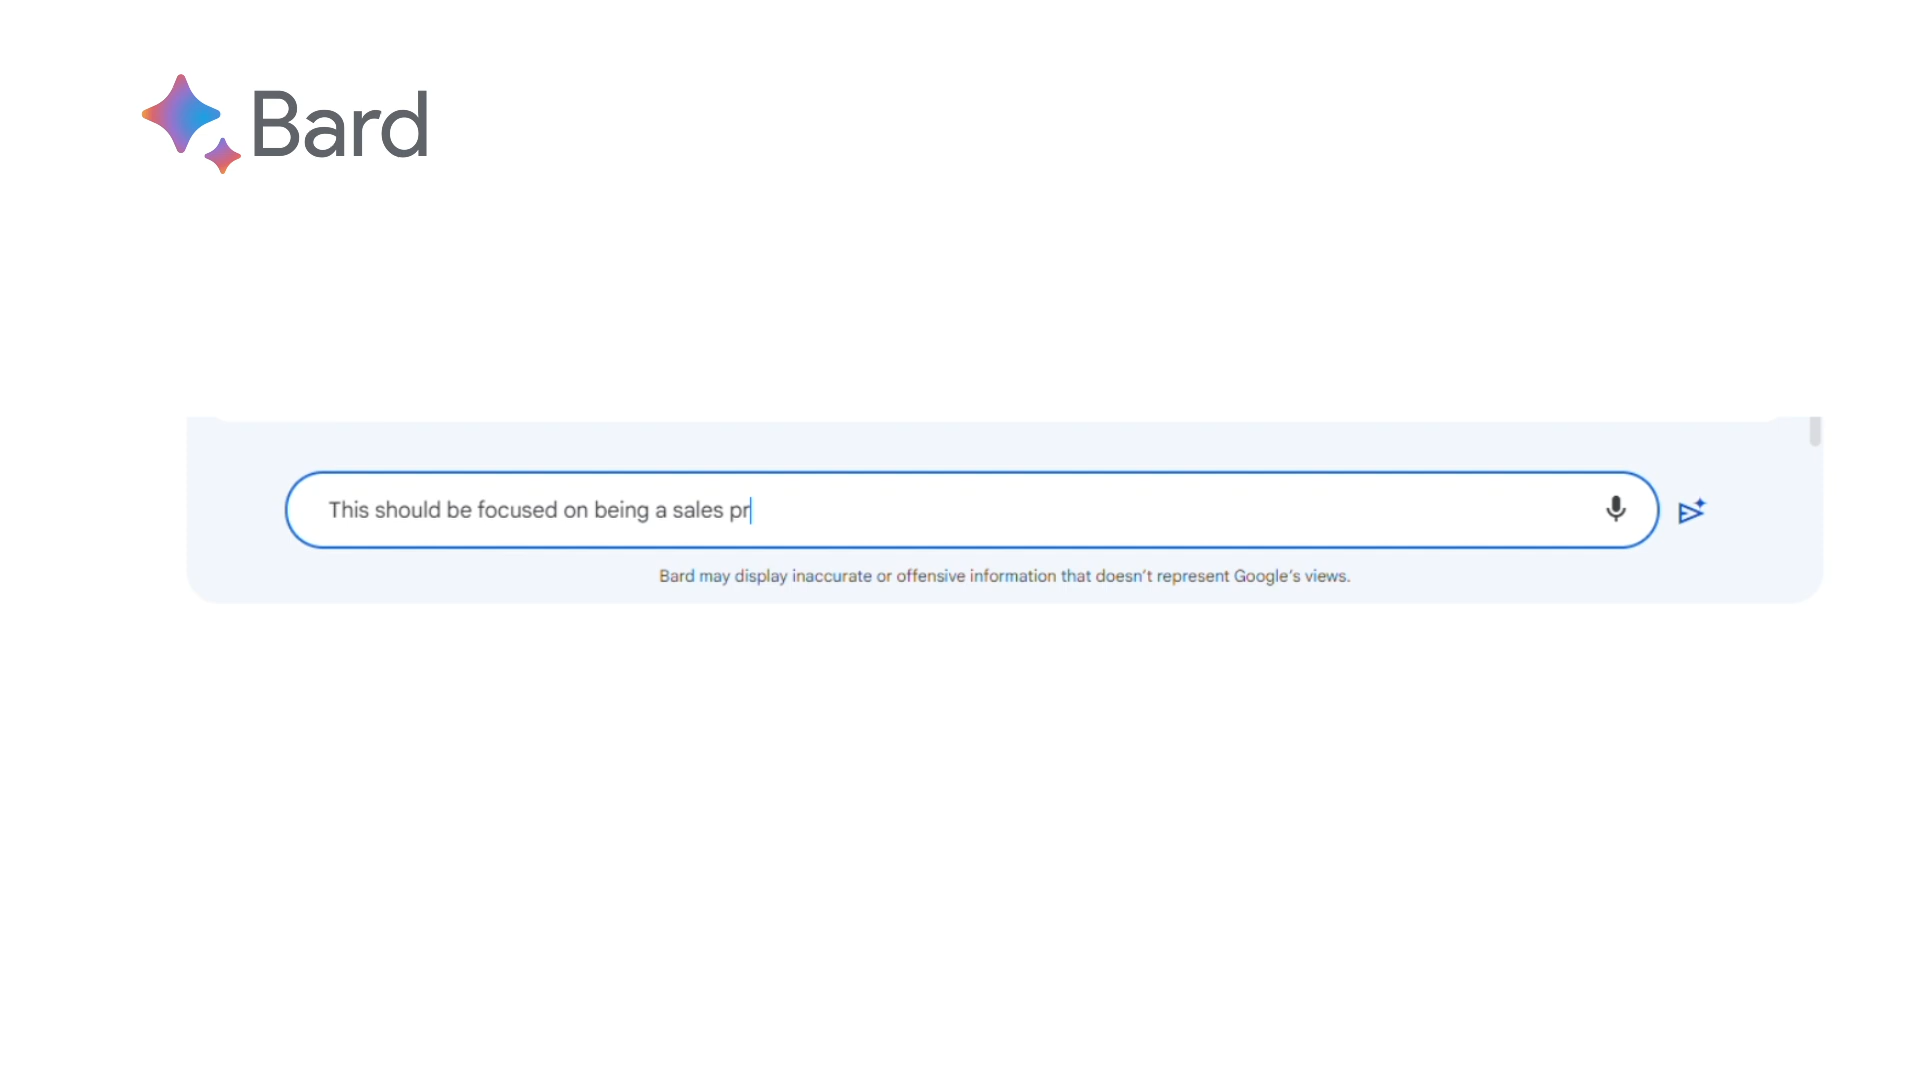 Bard
This should be focused on being a sales pr
Bard may display inaccurate or offensive information that doesn’t represent Google’s views.